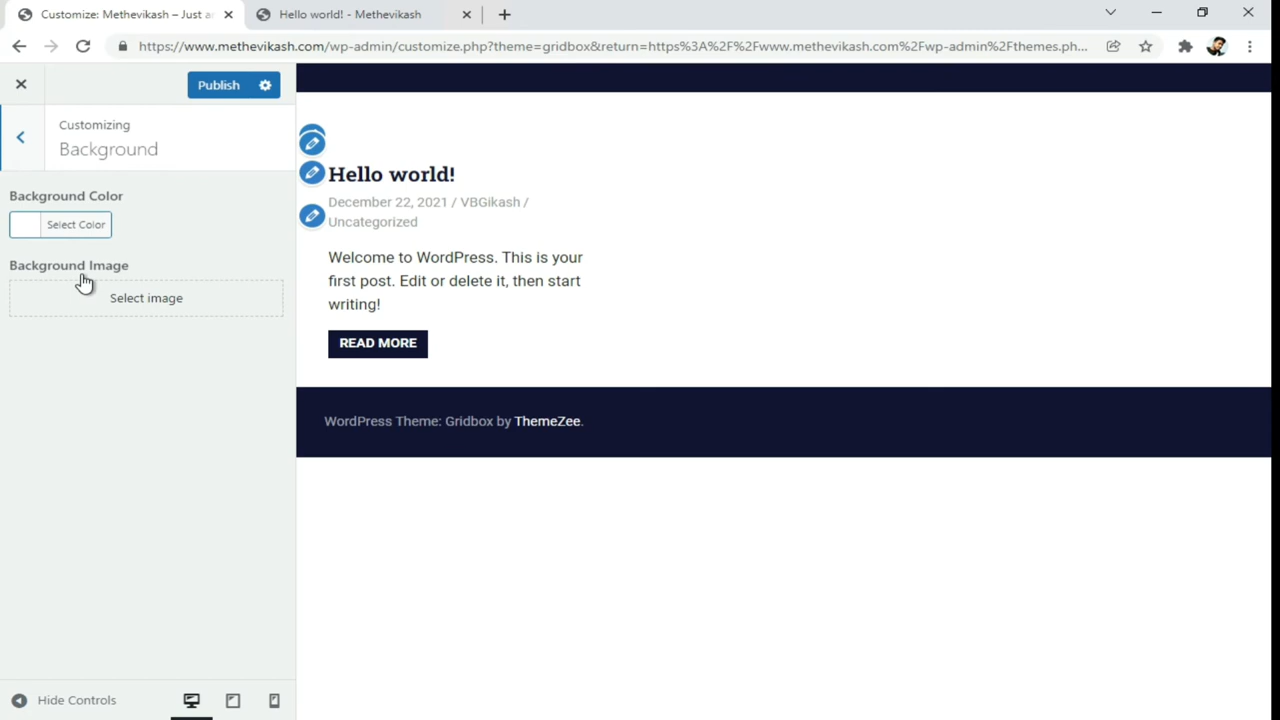 Customize: Methevikash – Just a
Hello world! - Methevikash
https://www.methevikash.com/wp-admin/customize.php?theme=gridbox&return=https%3A%2F%2Fwww.methevikash.com%2Fwp-admin%2Fthemes.ph...
Publish
Customizing
Background
Background Color
Select Color
Background Image
Select image
Hide Controls
Hello world!
December 22, 2021 / VBGikash /
Uncategorized
Welcome to WordPress. This is your
first post. Edit or delete it, then start
writing!
READ MORE
WordPress Theme: Gridbox by ThemeZee.